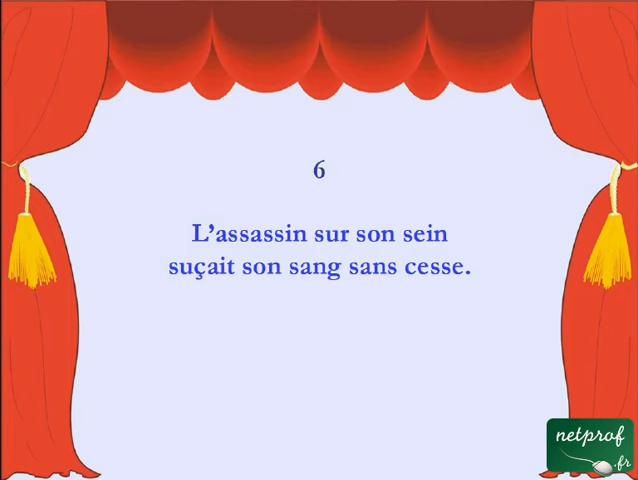 6
L'assassin sur son sein
suçait son sang sans cesse.
netprof
.fr